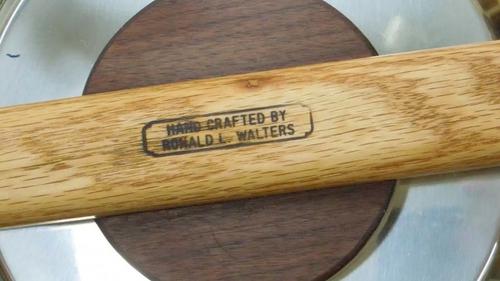 HAND CRAFTED BY
RONALD L. WALTERS